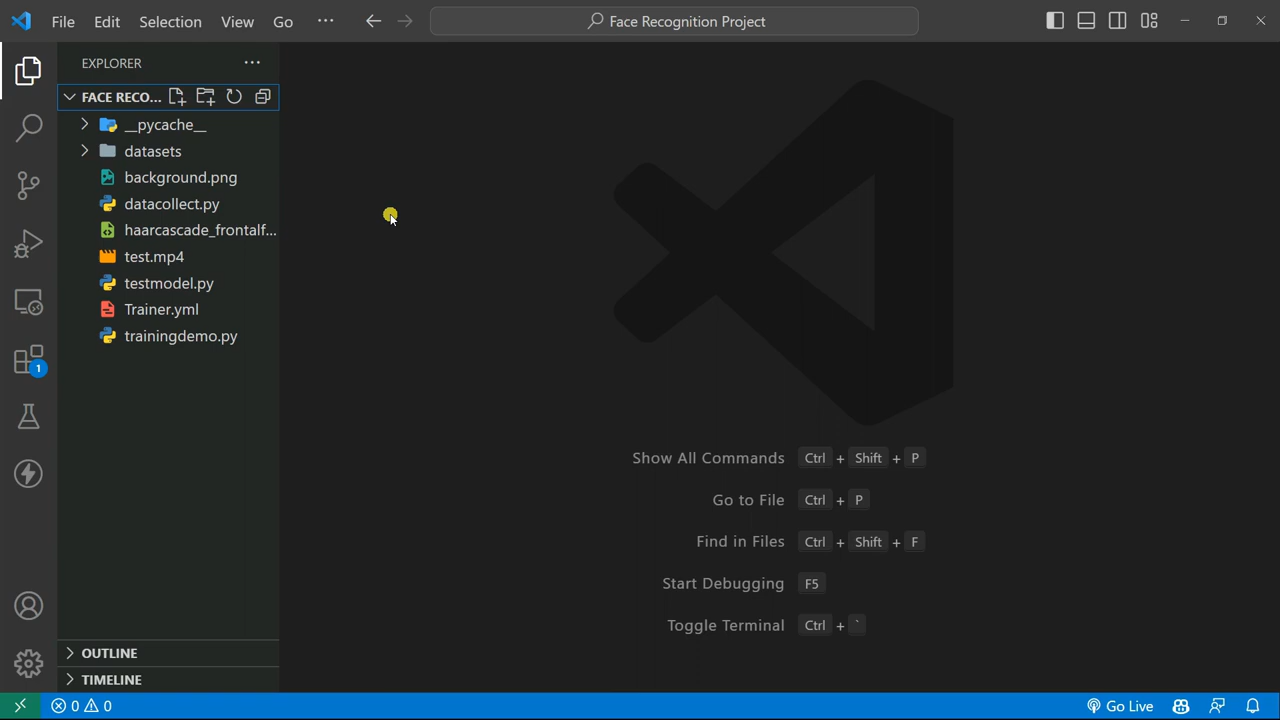 File Edit Selection View Go ··· Face Recognition Project
EXPLORER ···
FACE RECO...
__pycache__
datasets
background.png
datacollect.py
haarcascade_frontalf...
test.mp4
testmodel.py
Trainer.yml
trainingdemo.py
1
Show All Commands Ctrl + Shift + P
Go to File Ctrl + P
Find in Files Ctrl + Shift + F
Start Debugging F5
Toggle Terminal Ctrl + `
OUTLINE
TIMELINE
0 0 Go Live